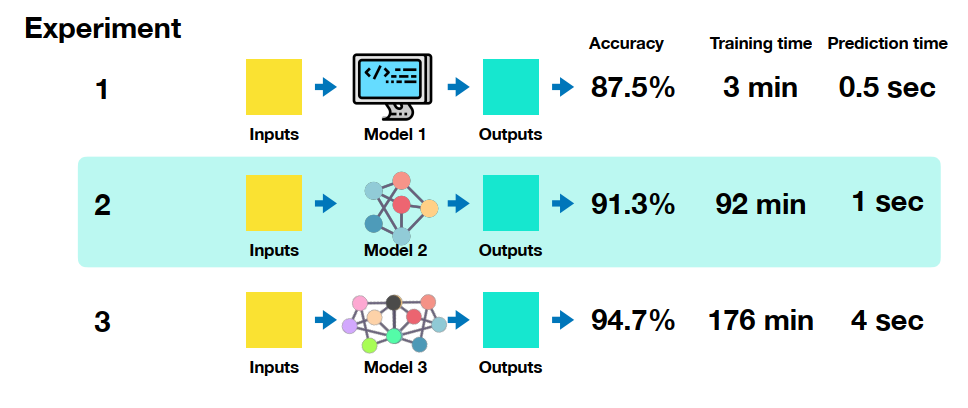 Experiment
Accuracy Training time Prediction time
1 </> 87.5% 3 min 0.5 sec
Inputs Model 1 Outputs
2 91.3% 92 min 1 sec
Inputs Model 2 Outputs
3 94.7% 176 min 4 sec
Inputs Model 3 Outputs